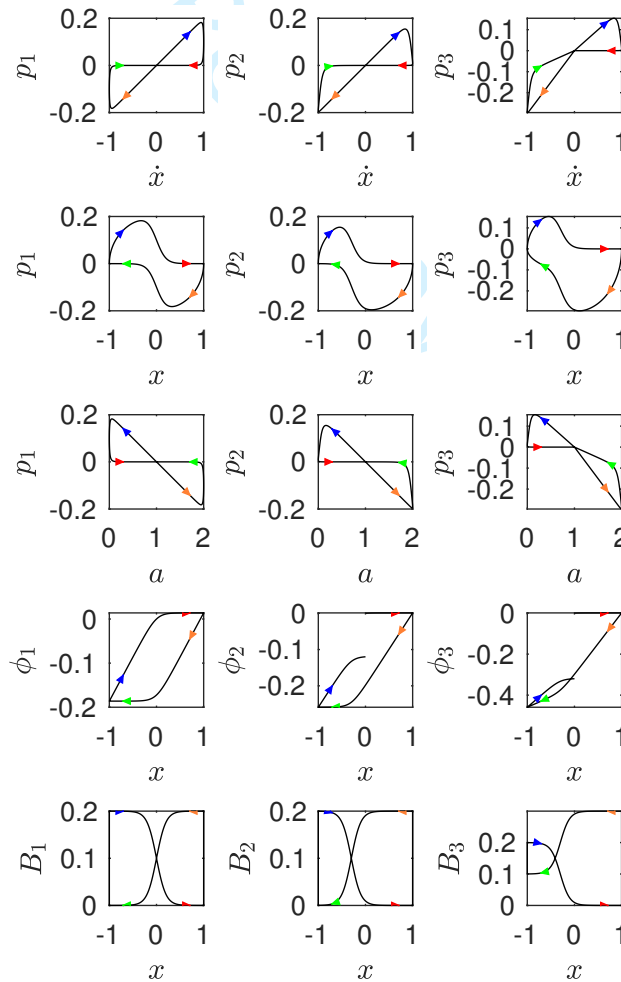 0.2 0.2 0.1
p₁ 0 p₂ 0 p₃ 0
-0.1
-0.2 -0.2 -0.2
-1 0 1 -1 0 1 -1 0 1
ẋ ẋ ẋ
0.2 0.2 0.1
p₁ 0 p₂ 0 p₃ 0
-0.1
-0.2 -0.2 -0.2
-1 0 1 -1 0 1 -1 0 1
x x x
0.2 0.2 0.1
p₁ 0 p₂ 0 p₃ 0
-0.1
-0.2 -0.2 -0.2
0 1 2 0 1 2 0 1 2
a a a
0 0 0
ϕ₁ -0.1 ϕ₂ -0.1 ϕ₃ -0.2
-0.2 -0.2 -0.4
-1 0 1 -1 0 1 -1 0 1
x x x
0.2 0.2
B₁ 0.1 B₂ 0.1 B₃ 0.2
0.1
0 0 0
-1 0 1 -1 0 1 -1 0 1
x x x